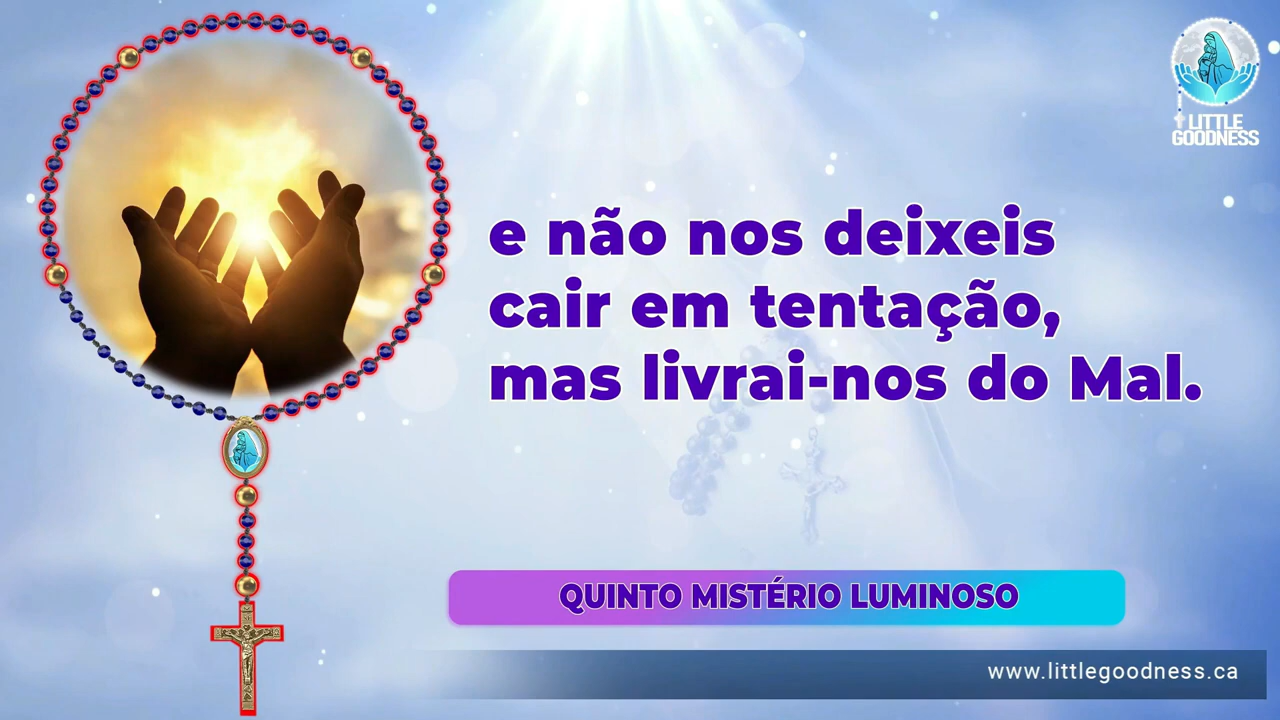 LITTLE
GOODNESS
e não nos deixeis
cair em tentação,
mas livrai-nos do Mal.
QUINTO MISTÉRIO LUMINOSO
www.littlegoodness.ca